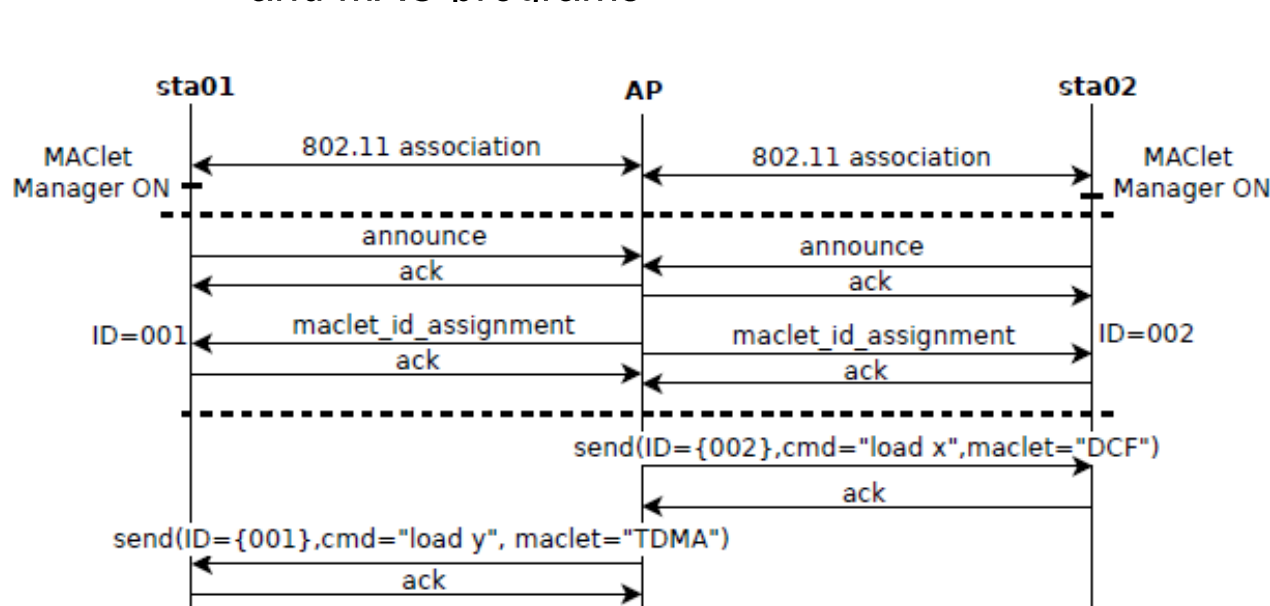 sta01
AP
sta02
802.11 association
802.11 association
MAClet
Manager ON
MAClet
Manager ON
announce
announce
ack
ack
ID=001
maclet_id_assignment
maclet_id_assignment
ID=002
ack
ack
send(ID={002},cmd="load x",maclet="DCF")
ack
send(ID={001},cmd="load y", maclet="TDMA")
ack